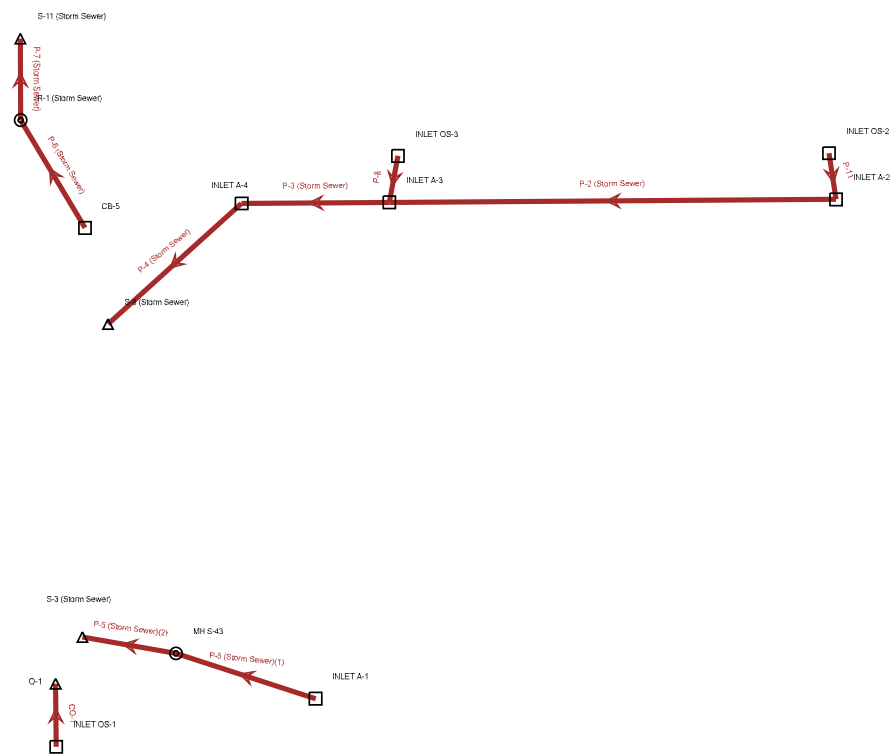 S-11 (Storm Sewer)
P-7 (Storm Sewer)
R-1 (Storm Sewer)
P-6 (Storm Sewer)
CB-5
INLET OS-3
INLET OS-2
P-8
INLET A-3
P-11
INLET A-2
INLET A-4
P-3 (Storm Sewer)
P-2 (Storm Sewer)
P-4 (Storm Sewer)
(Storm Sewer)
S-3 (Storm Sewer)
P-5 (Storm Sewer)(2)
MH S-43
(Storm Sewer)(1)
INLET A-1
O-1
INLET OS-1